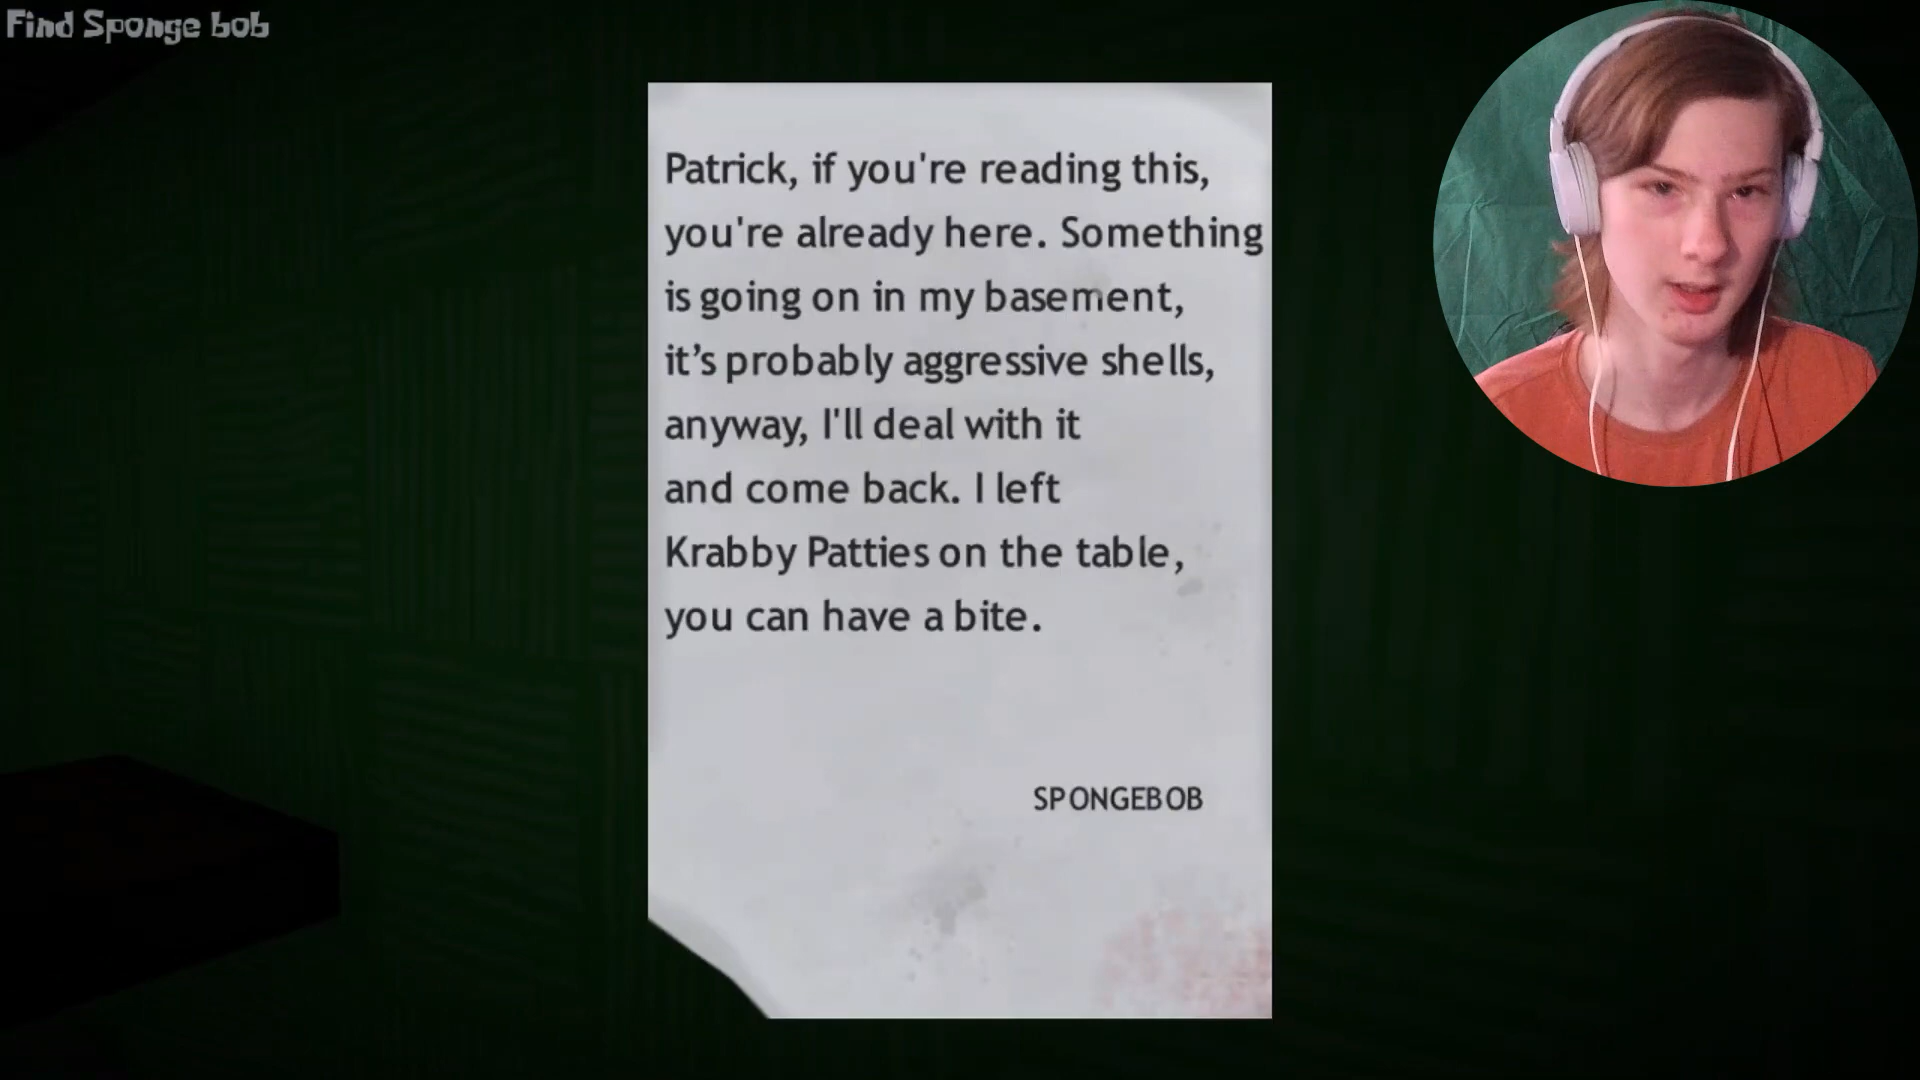 Find Sponge bob
Patrick, if you're reading this,
you're already here. Something
is going on in my basement,
it’s probably aggressive shells,
anyway, I'll deal with it
and come back. I left
Krabby Patties on the table,
you can have a bite.
SPONGEBOB